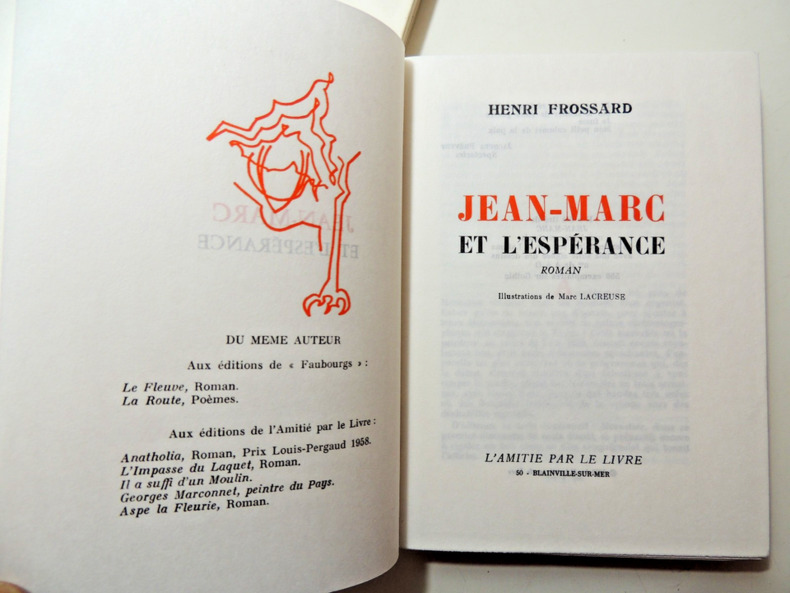 DU MEME AUTEUR
Aux éditions de « Faubourgs » :
Le Fleuve, Roman.
La Route, Poèmes.
Aux éditions de l'Amitié par le Livre :
Anatholia, Roman, Prix Louis-Pergaud 1958.
L'Impasse du Laquet, Roman.
Il a suffi d'un Moulin.
Georges Marconnet, peintre du Pays.
Aspe la Fleurie, Roman.
HENRI FROSSARD
JEAN-MARC
ET L'ESPÉRANCE
ROMAN
Illustrations de Marc LACREUSE
L'AMITIE PAR LE LIVRE
50 - BLAINVILLE-SUR-MER